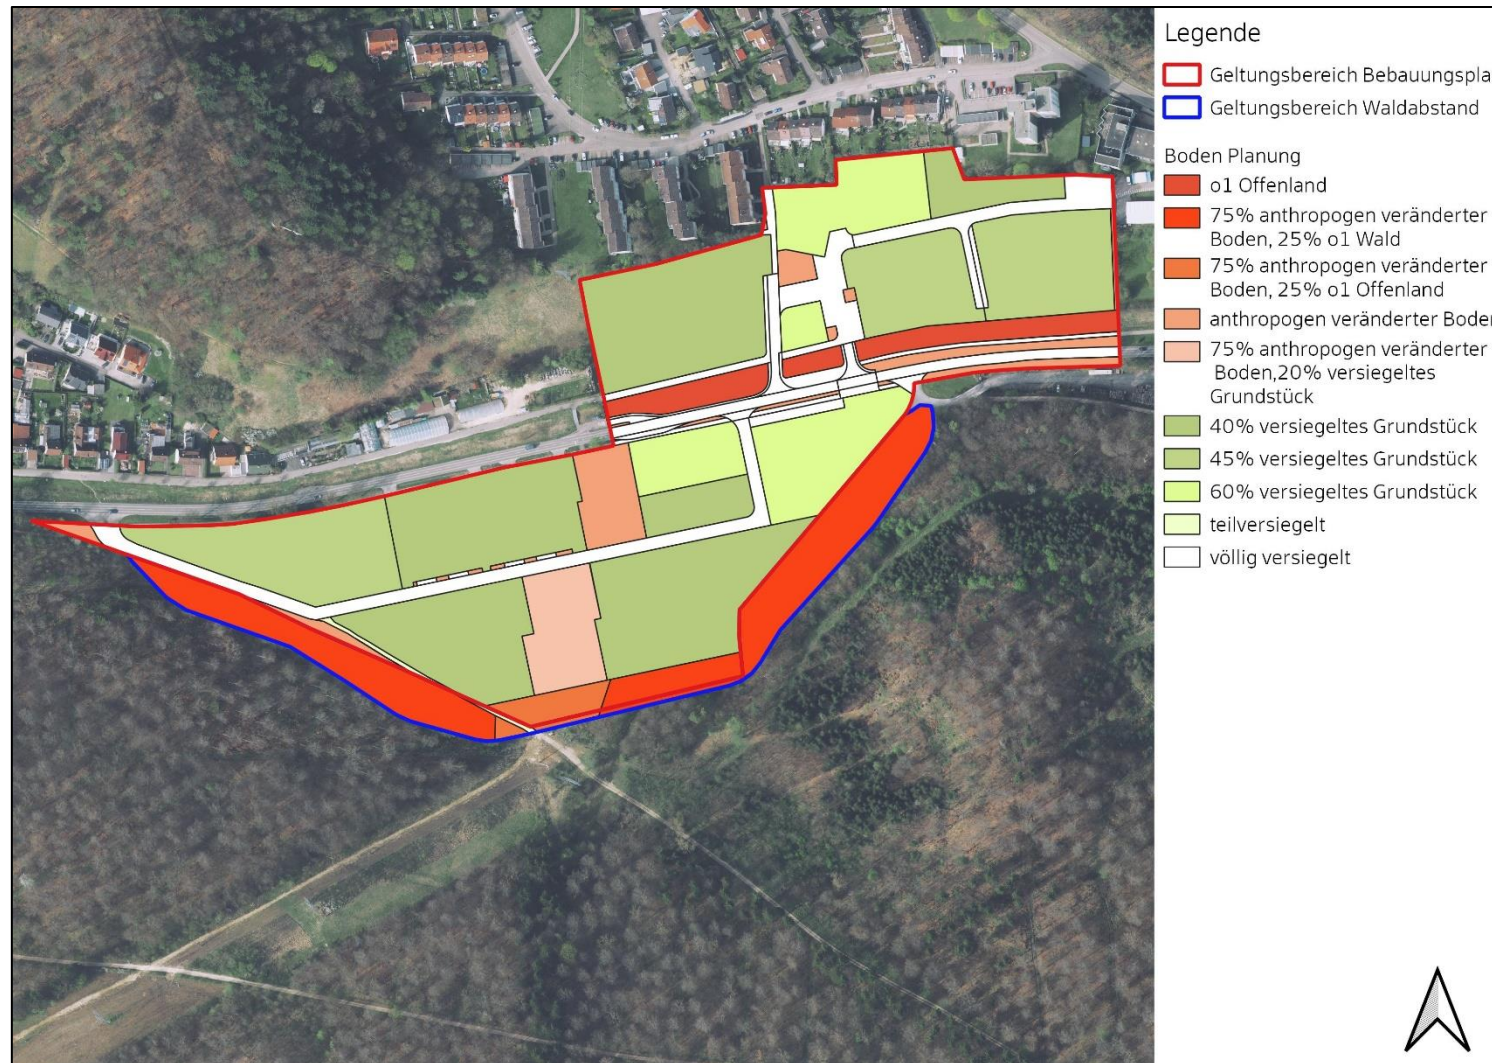 Legende
Geltungsbereich Bebauungspla
Geltungsbereich Waldabstand
Boden Planung
o1 Offenland
75% anthropogen veränderter
Boden, 25% o1 Wald
75% anthropogen veränderter
Boden, 25% o1 Offenland
anthropogen veränderter Boden
75% anthropogen veränderter
Boden,20% versiegeltes
Grundstück
40% versiegeltes Grundstück
45% versiegeltes Grundstück
60% versiegeltes Grundstück
teilversiegelt
völlig versiegelt